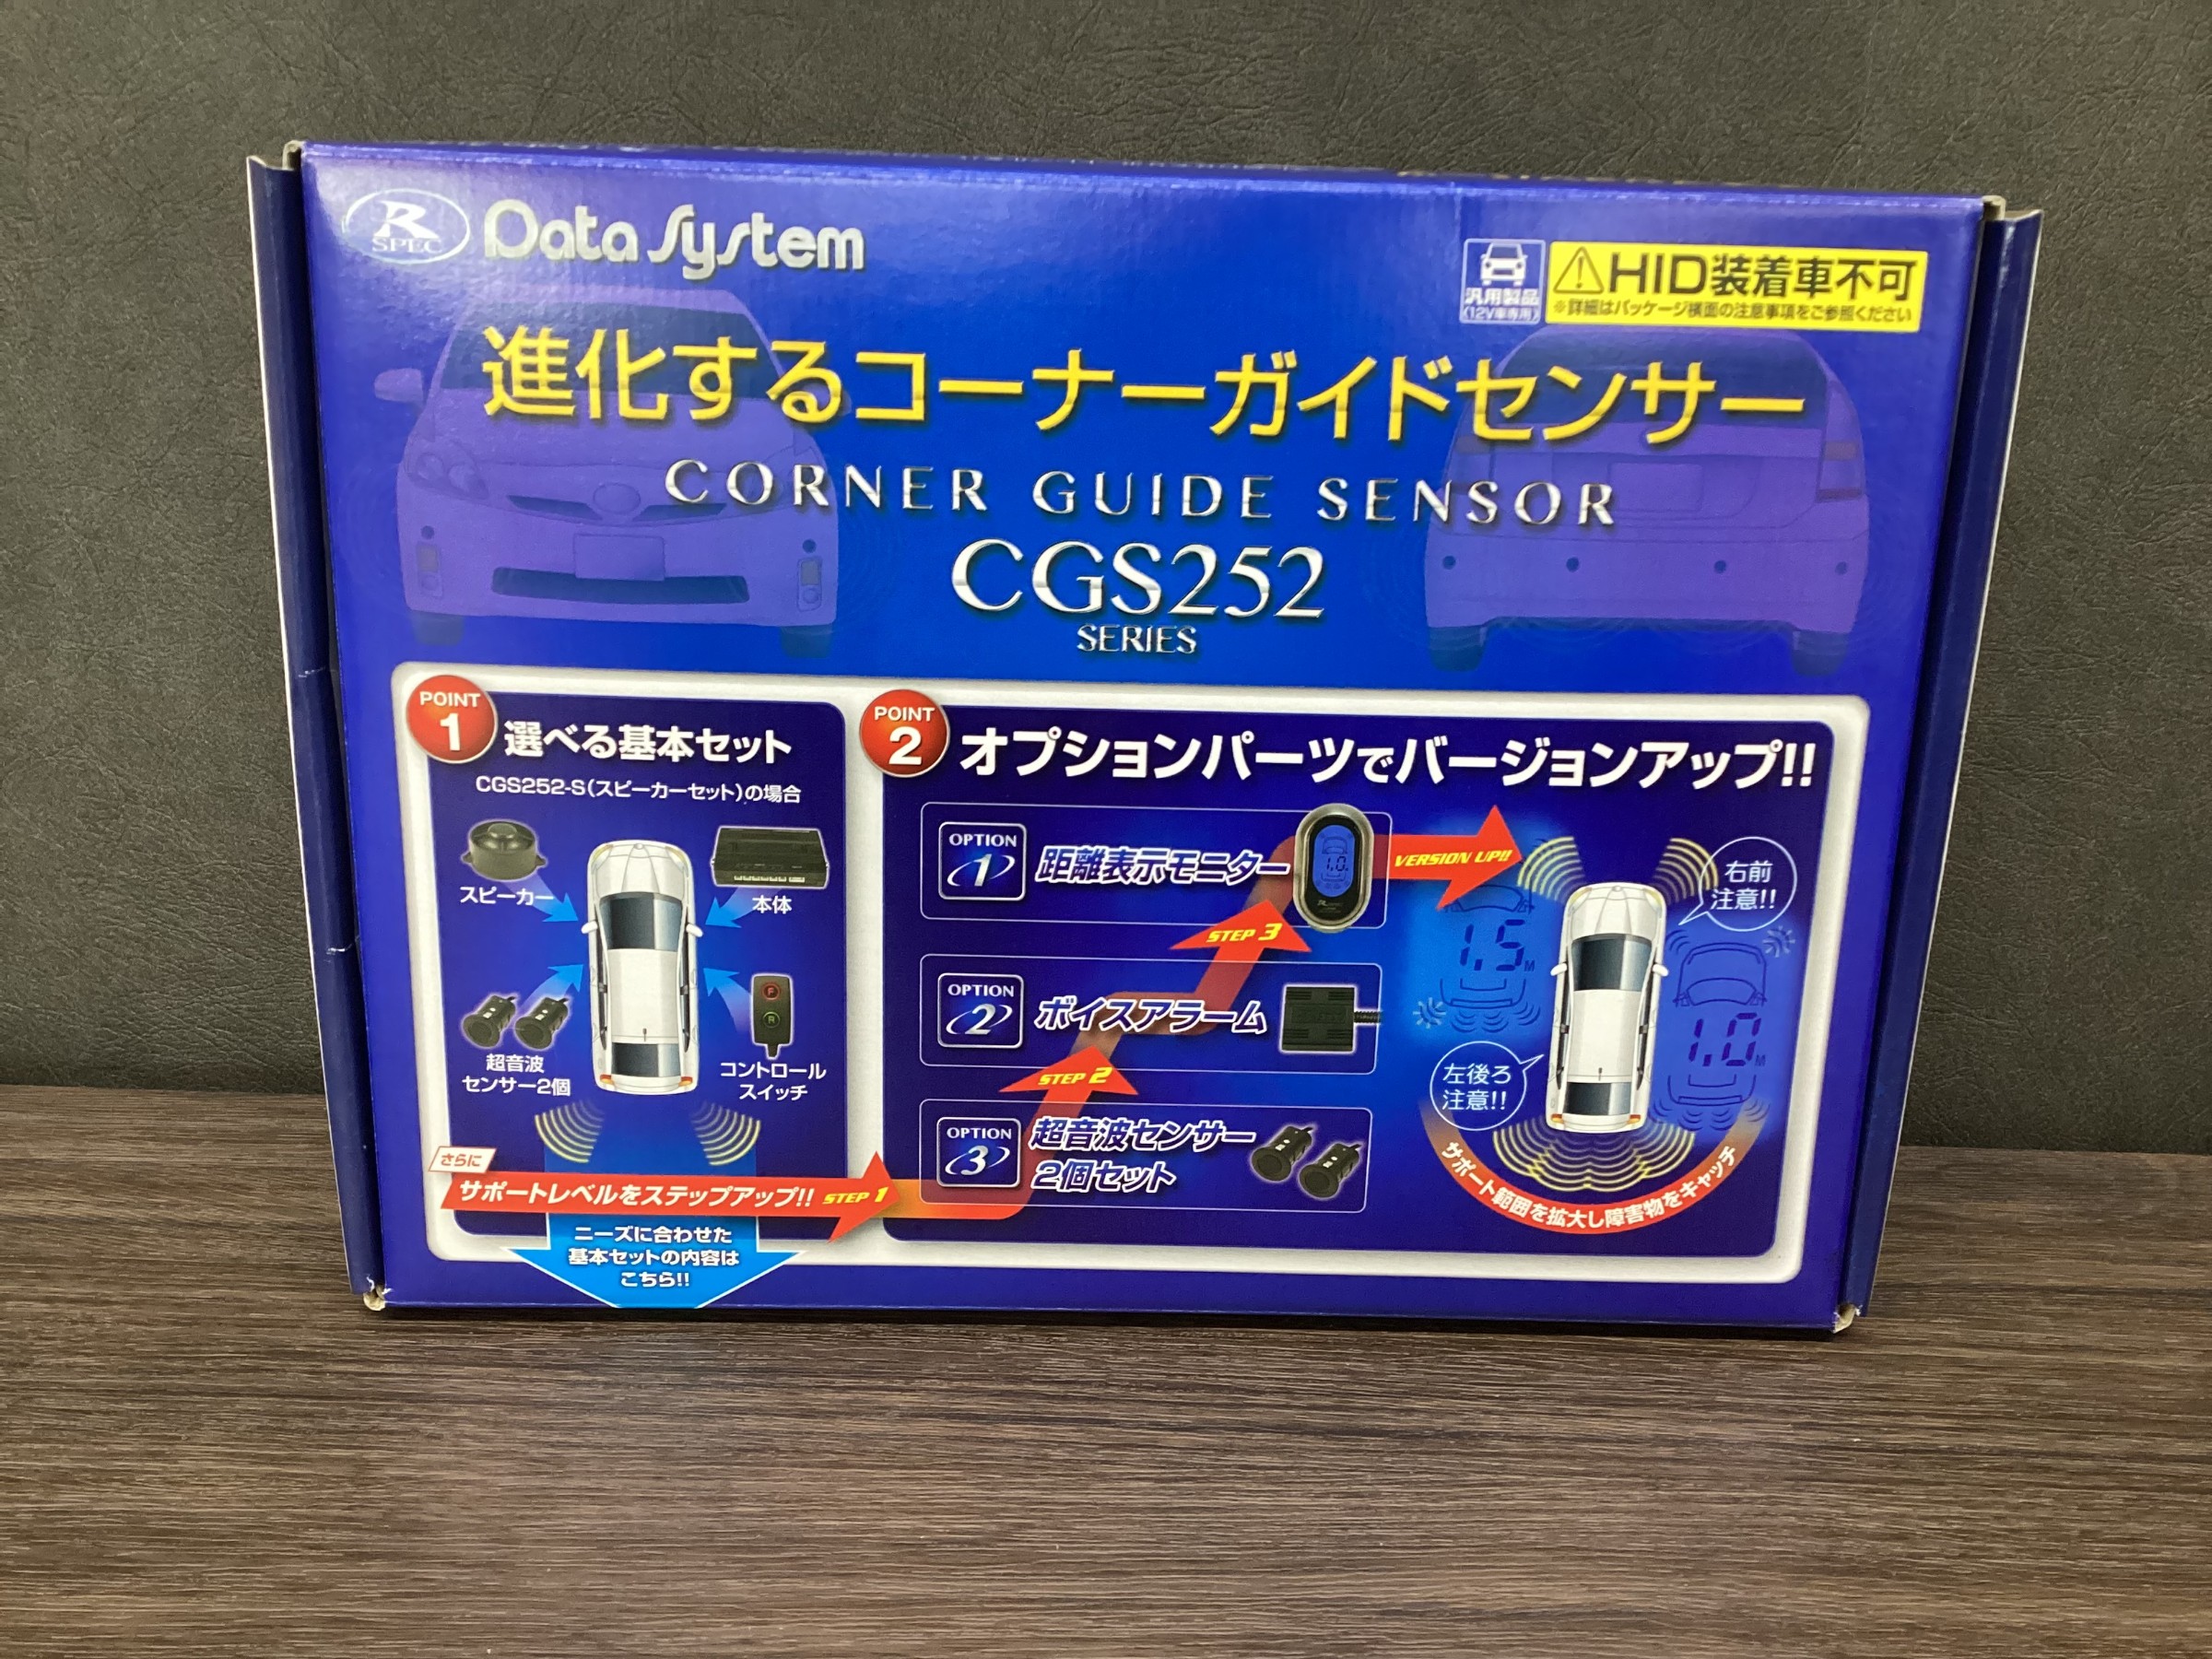 R
SPEC
Data System
汎用製品
(12V車専用)
HID装着車不可
※詳細はパッケージ横面の注意事項をご参照ください
進化するコーナーガイドセンサー
CORNER GUIDE SENSOR
CGS252
SERIES
POINT
1
選べる基本セット
CGS252-S(スピーカーセット)の場合
スピーカー
本体
F
R
超音波
センサー2個
コントロール
スイッチ
さらに
サポートレベルをステップアップ!! STEP 1
ニーズに合わせた
基本セットの内容は
こちら!!
POINT
2
オプションパーツでバージョンアップ!!
OPTION
1
距離表示モニター
1.0
VERSION UP!!
STEP 3
OPTION
2
ボイスアラーム
STEP 2
OPTION
3
超音波センサー
2個セット
右前
注意!!
1.5M
1.0M
左後ろ
注意!!
サポート範囲を拡大し障害物をキャッチ